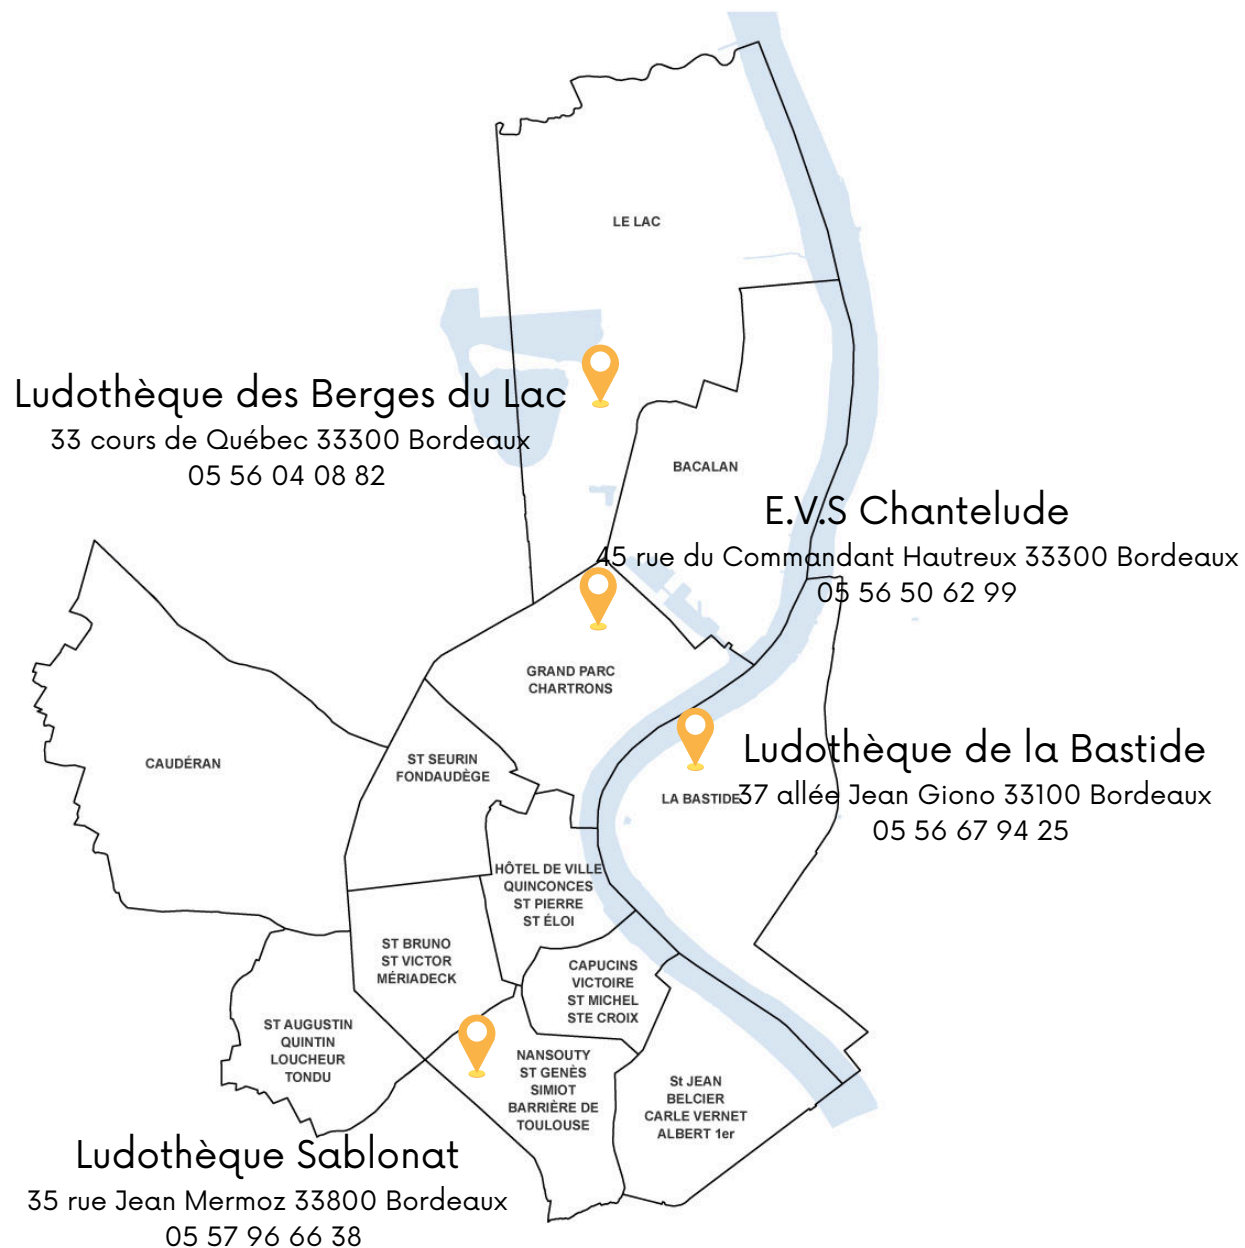 LE LAC
Ludothèque des Berges du Lac
33 cours de Québec 33300 Bordeaux
05 56 04 08 82
BACALAN
E.V.S Chantelude
45 rue du Commandant Hautreux 33300 Bordeaux
05 56 50 62 99
GRAND PARC
CHARTRONS
CAUDÉRAN
ST SEURIN
FONDAUDÈGE
Ludothèque de la Bastide
LA BASTIDE
37 allée Jean Giono 33100 Bordeaux
05 56 67 94 25
HÔTEL DE VILLE
QUINCONCES
ST PIERRE
ST ÉLOI
ST BRUNO
ST VICTOR
MÉRIADECK
CAPUCINS
VICTOIRE
ST MICHEL
STE CROIX
ST AUGUSTIN
QUINTIN
LOUCHEUR
TONDU
NANSOUTY
ST GENÈS
SIMIOT
BARRIÈRE DE
TOULOUSE
St JEAN
BELCIER
CARLE VERNET
ALBERT 1er
Ludothèque Sablonat
35 rue Jean Mermoz 33800 Bordeaux
05 57 96 66 38